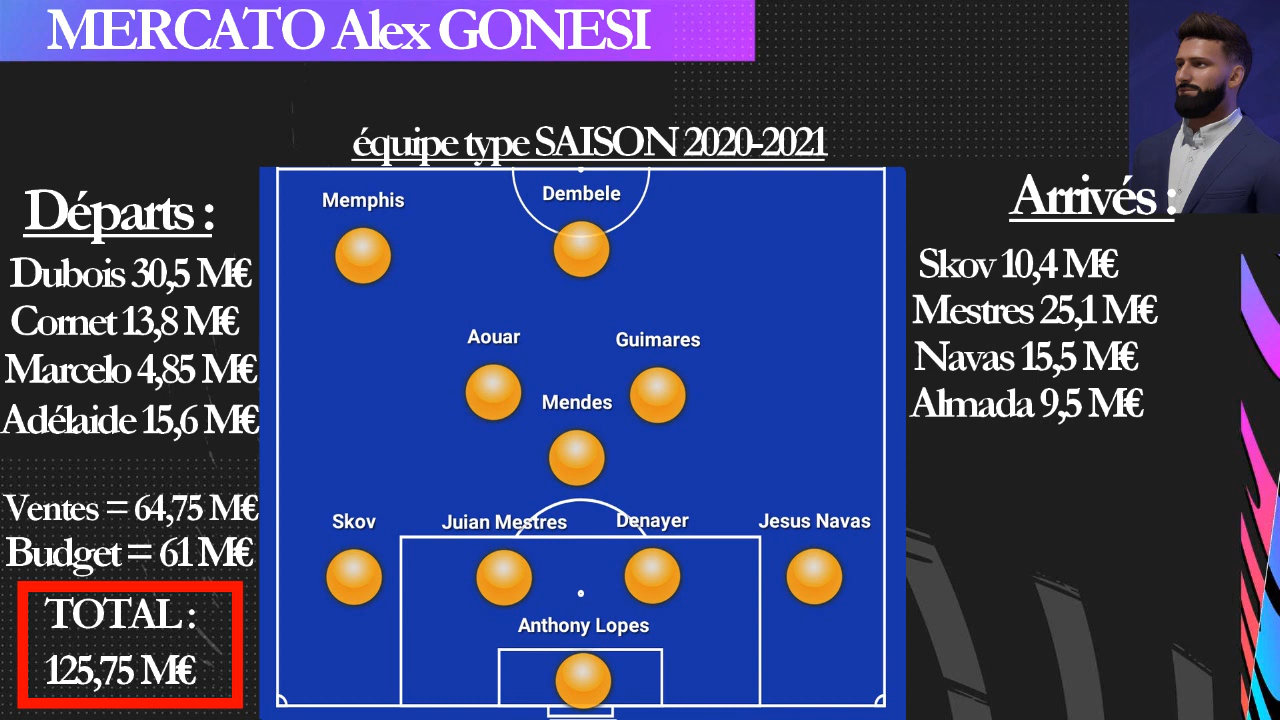 MERCATO Alex GONESI
équipe type SAISON 2020-2021
Départs :
Dubois 30,5 M€
Cornet 13,8 M€
Marcelo 4,85 M€
Adélaide 15,6 M€
Ventes = 64,75 M€
Budget = 61 M€
TOTAL :
125,75 M€
Memphis
Dembele
Aouar
Guimares
Mendes
Skov
Juian Mestres
Denayer
Jesus Navas
Anthony Lopes
Arrivés :
Skov 10,4 M€
Mestres 25,1 M€
Navas 15,5 M€
Almada 9,5 M€